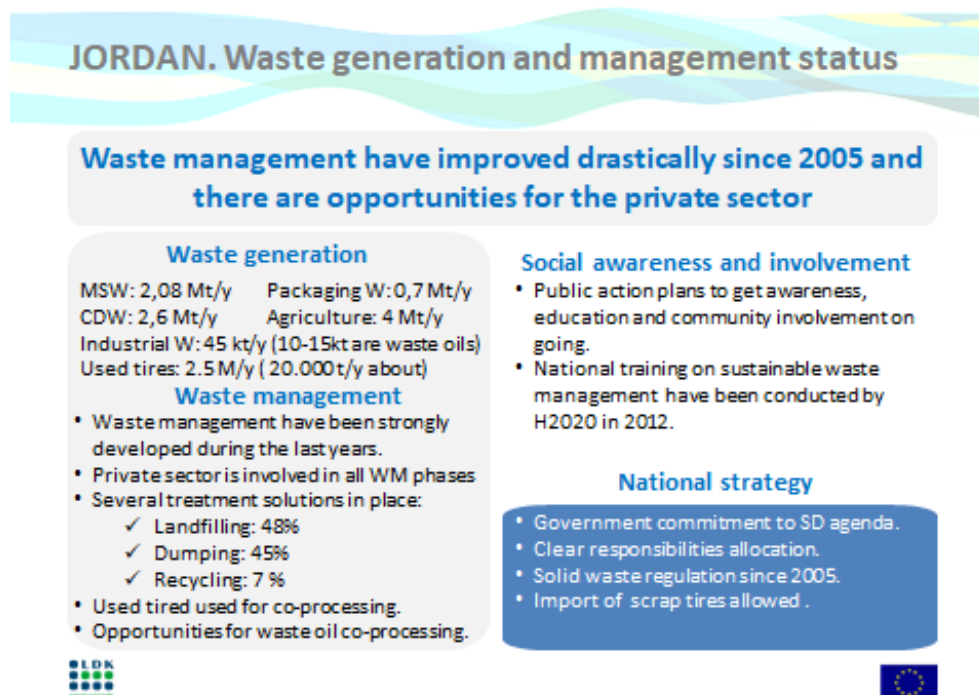 JORDAN. Waste generation and management status
Waste management have improved drastically since 2005 and
there are opportunities for the private sector
Waste generation
MSW: 2,08 Mt/y Packaging W: 0,7 Mt/y
CDW: 2,6 Mt/y Agriculture: 4 Mt/y
Industrial W: 45 kt/y (10-15kt are waste oils)
Used tires: 2.5 M/y ( 20.000 t/y about)
Waste management
• Waste management have been strongly
developed during the last years.
• Private sector is involved in all WM phases
• Several treatment solutions in place:
✓ Landfilling: 48%
✓ Dumping: 45%
✓ Recycling: 7 %
• Used tired used for co-processing.
• Opportunities for waste oil co-processing.
Social awareness and involvement
• Public action plans to get awareness,
education and community involvement on
going.
• National training on sustainable waste
management have been conducted by
H2020 in 2012.
National strategy
• Government commitment to SD agenda.
• Clear responsibilities allocation.
• Solid waste regulation since 2005.
• Import of scrap tires allowed .
LDK